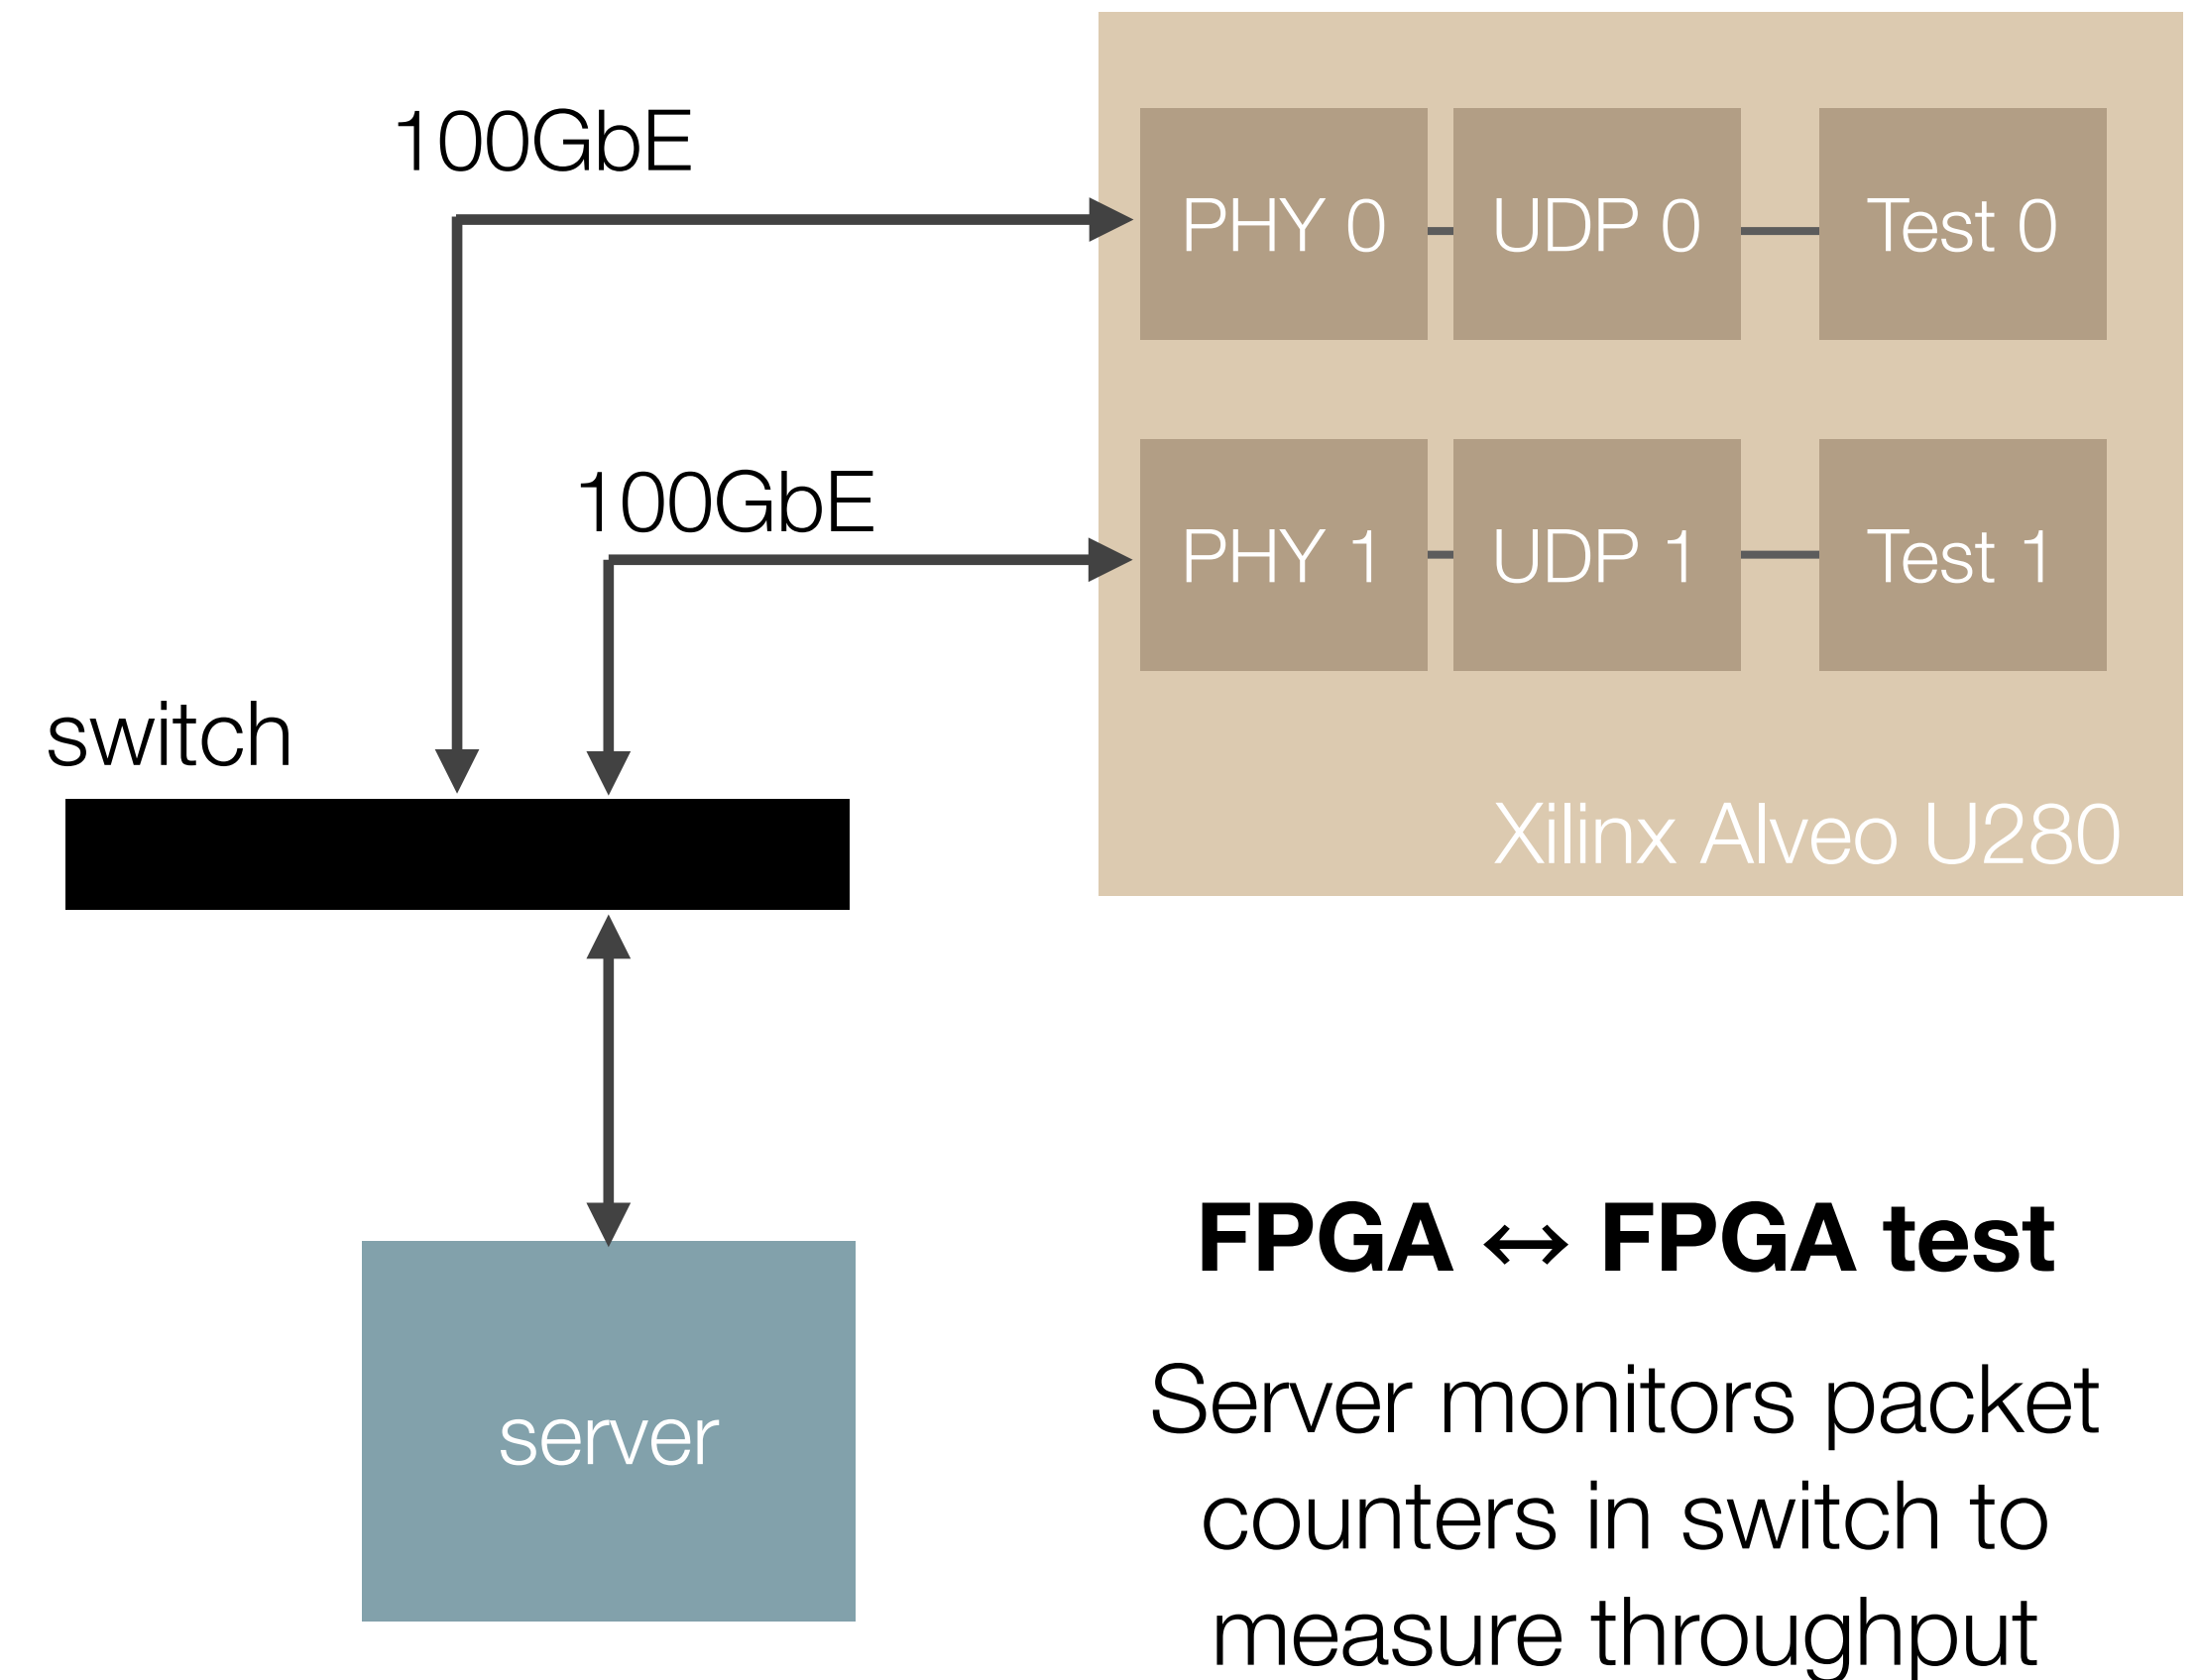 100GbE
PHY 0
UDP 0
Test 0
100GbE
PHY 1
UDP 1
Test 1
switch
Xilinx Alveo U280
server
FPGA ↔ FPGA test
Server monitors packet
counters in switch to
measure throughput